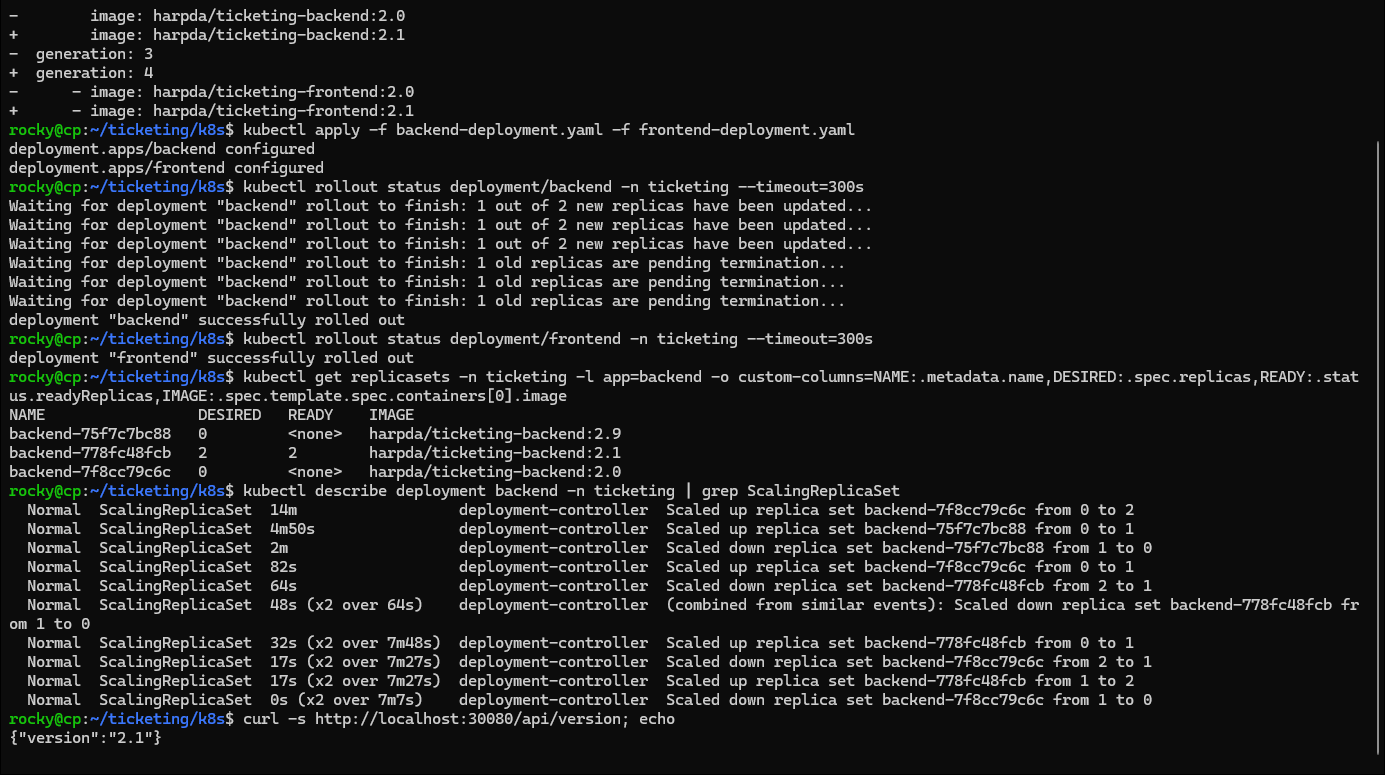 -        image: harpda/ticketing-backend:2.0
+        image: harpda/ticketing-backend:2.1
-  generation: 3
+  generation: 4
-      - image: harpda/ticketing-frontend:2.0
+      - image: harpda/ticketing-frontend:2.1
rocky@cp:~/ticketing/k8s$ kubectl apply -f backend-deployment.yaml -f frontend-deployment.yaml
deployment.apps/backend configured
deployment.apps/frontend configured
rocky@cp:~/ticketing/k8s$ kubectl rollout status deployment/backend -n ticketing --timeout=300s
Waiting for deployment "backend" rollout to finish: 1 out of 2 new replicas have been updated...
Waiting for deployment "backend" rollout to finish: 1 out of 2 new replicas have been updated...
Waiting for deployment "backend" rollout to finish: 1 out of 2 new replicas have been updated...
Waiting for deployment "backend" rollout to finish: 1 old replicas are pending termination...
Waiting for deployment "backend" rollout to finish: 1 old replicas are pending termination...
Waiting for deployment "backend" rollout to finish: 1 old replicas are pending termination...
deployment "backend" successfully rolled out
rocky@cp:~/ticketing/k8s$ kubectl rollout status deployment/frontend -n ticketing --timeout=300s
deployment "frontend" successfully rolled out
rocky@cp:~/ticketing/k8s$ kubectl get replicasets -n ticketing -l app=backend -o custom-columns=NAME:.metadata.name,DESIRED:.spec.replicas,READY:.stat
us.readyReplicas,IMAGE:.spec.template.spec.containers[0].image
NAME                 DESIRED   READY    IMAGE
backend-75f7c7bc88   0         <none>   harpda/ticketing-backend:2.9
backend-778fc48fcb   2         2        harpda/ticketing-backend:2.1
backend-7f8cc79c6c   0         <none>   harpda/ticketing-backend:2.0
rocky@cp:~/ticketing/k8s$ kubectl describe deployment backend -n ticketing | grep ScalingReplicaSet
  Normal  ScalingReplicaSet  14m                  deployment-controller  Scaled up replica set backend-7f8cc79c6c from 0 to 2
  Normal  ScalingReplicaSet  4m50s                deployment-controller  Scaled up replica set backend-75f7c7bc88 from 0 to 1
  Normal  ScalingReplicaSet  2m                   deployment-controller  Scaled down replica set backend-75f7c7bc88 from 1 to 0
  Normal  ScalingReplicaSet  82s                  deployment-controller  Scaled up replica set backend-7f8cc79c6c from 0 to 1
  Normal  ScalingReplicaSet  64s                  deployment-controller  Scaled down replica set backend-778fc48fcb from 2 to 1
  Normal  ScalingReplicaSet  48s (x2 over 64s)    deployment-controller  (combined from similar events): Scaled down replica set backend-778fc48fcb fr
om 1 to 0
  Normal  ScalingReplicaSet  32s (x2 over 7m48s)  deployment-controller  Scaled up replica set backend-778fc48fcb from 0 to 1
  Normal  ScalingReplicaSet  17s (x2 over 7m27s)  deployment-controller  Scaled down replica set backend-7f8cc79c6c from 2 to 1
  Normal  ScalingReplicaSet  17s (x2 over 7m27s)  deployment-controller  Scaled up replica set backend-778fc48fcb from 1 to 2
  Normal  ScalingReplicaSet  0s (x2 over 7m7s)    deployment-controller  Scaled down replica set backend-7f8cc79c6c from 1 to 0
rocky@cp:~/ticketing/k8s$ curl -s http://localhost:30080/api/version; echo
{"version":"2.1"}